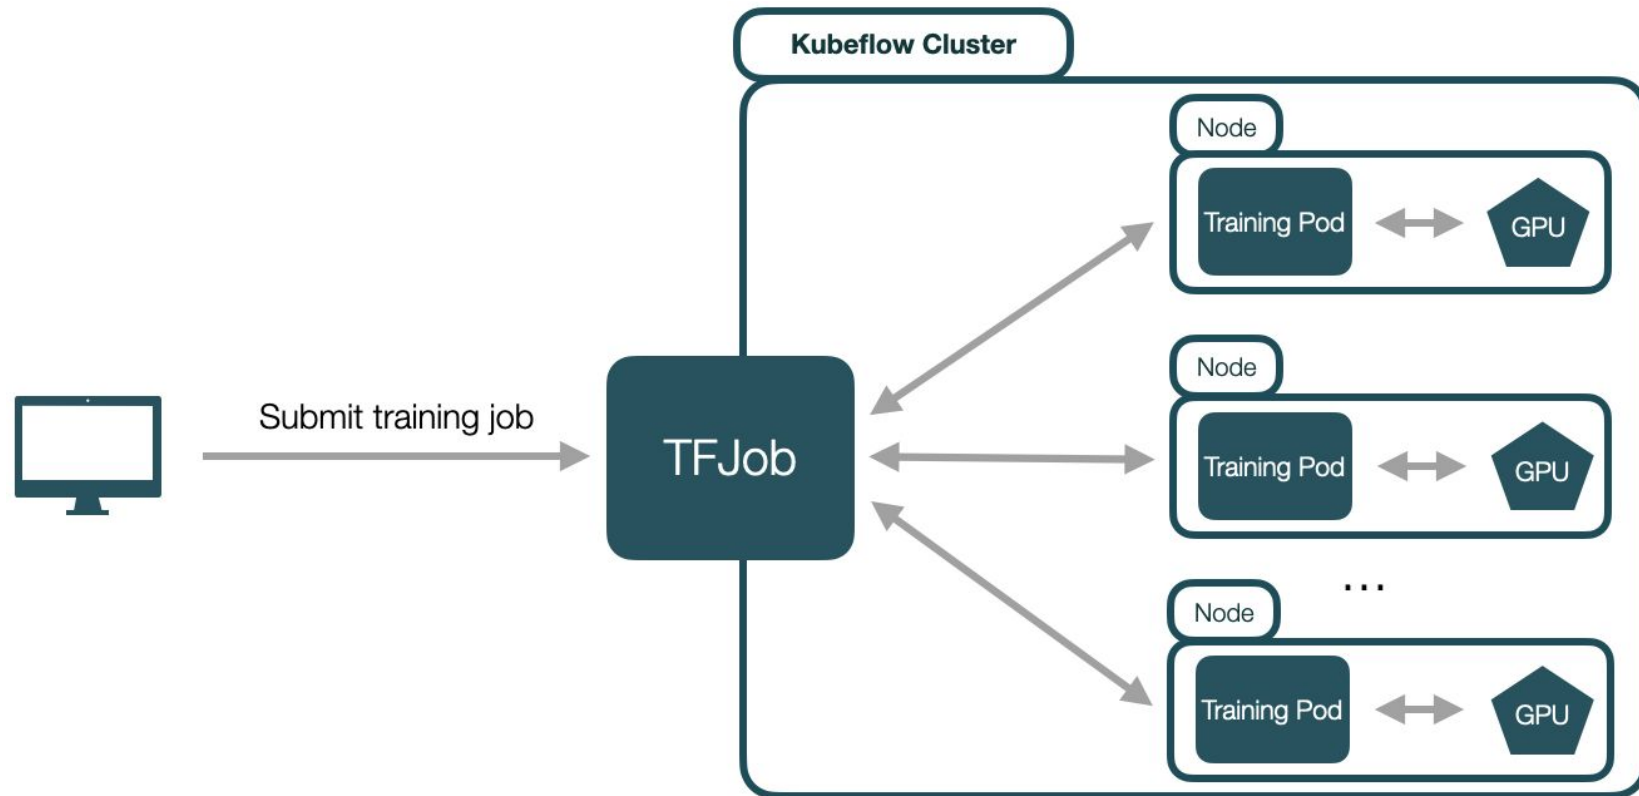 Kubeflow Cluster
Node
Training Pod
GPU
Submit training job
TFJob
Node
Training Pod
GPU
...
Node
Training Pod
GPU